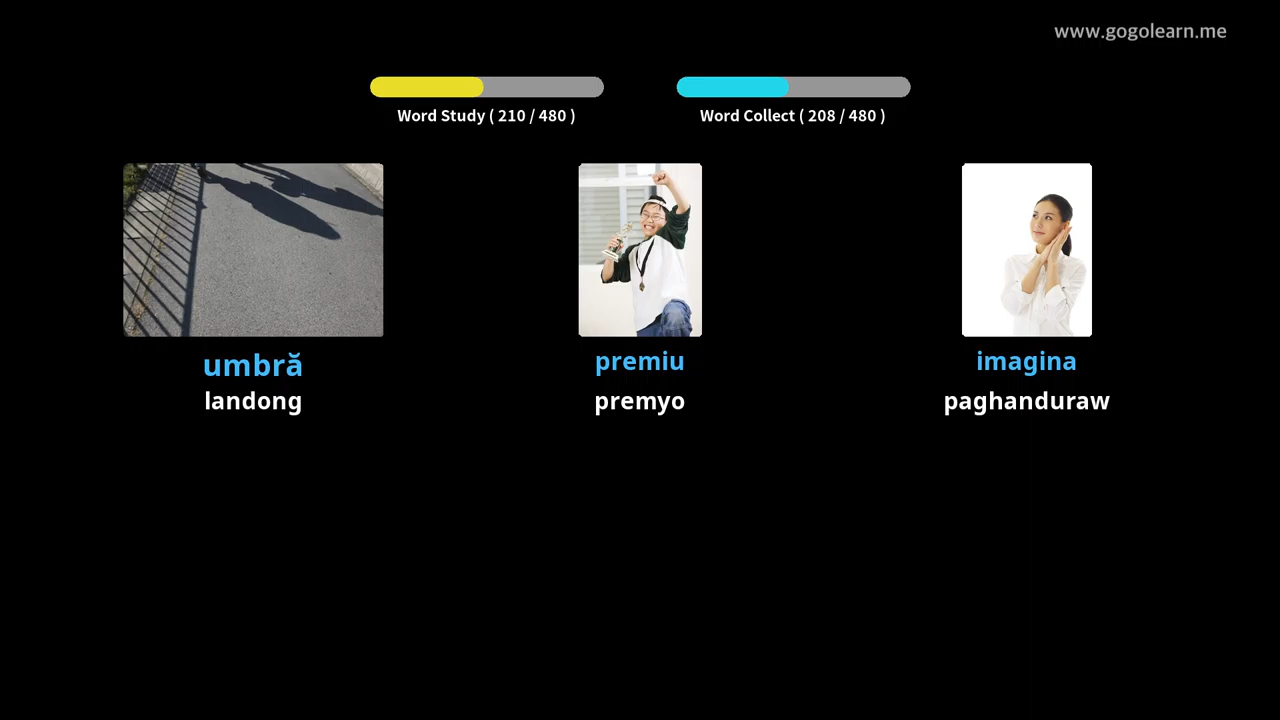 www.gogolearn.me
Word Study ( 210 / 480 )
Word Collect ( 208 / 480 )
umbră
landong
premiu
premyo
imagina
paghanduraw